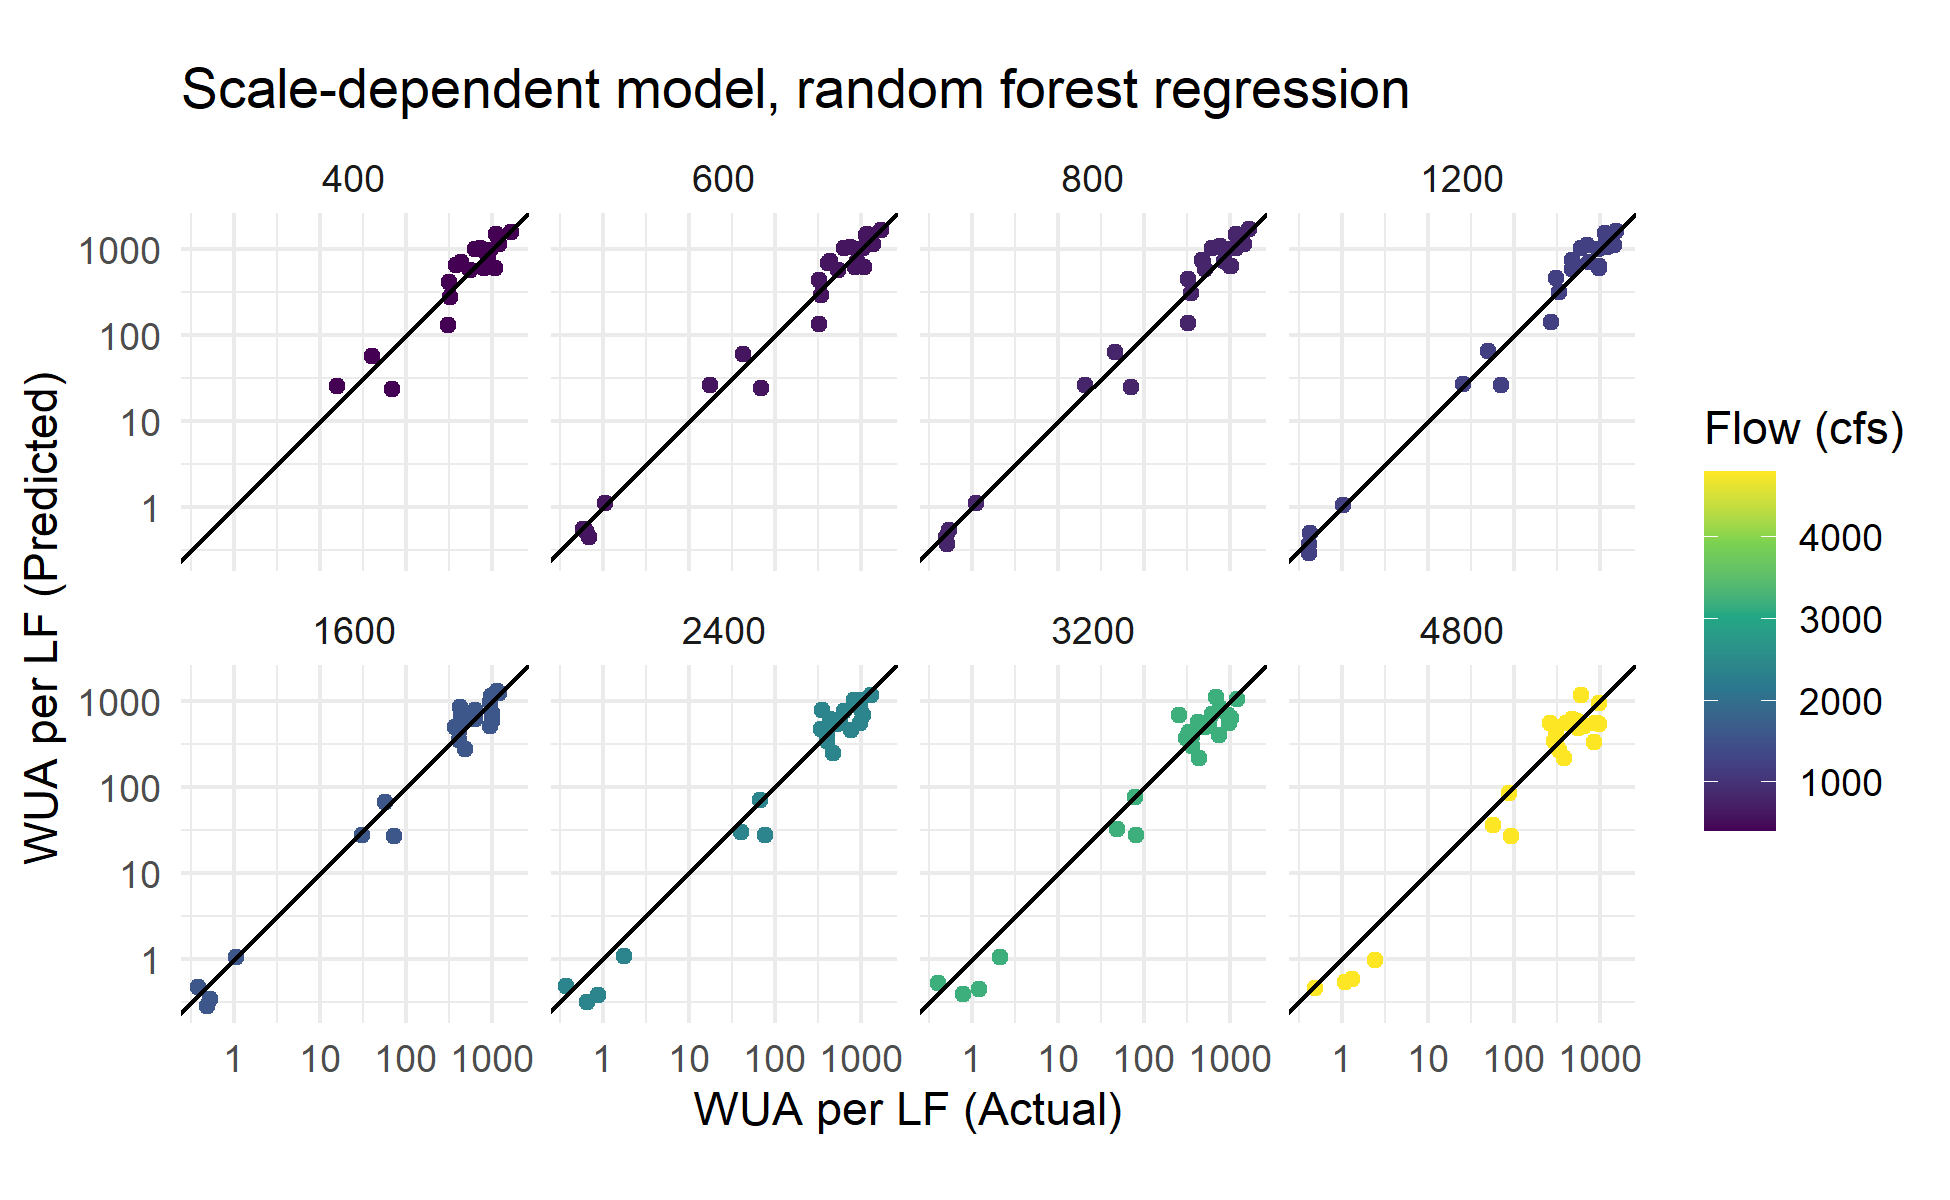 Scale-dependent model, random forest regression
400 600 800 1200
1000
100
10
1
1600 2400 3200 4800
1000
100
10
1
1 10 100 1000 1 10 100 1000 1 10 100 1000 1 10 100 1000
WUA per LF (Actual)
WUA per LF (Predicted)
Flow (cfs)
4000
3000
2000
1000